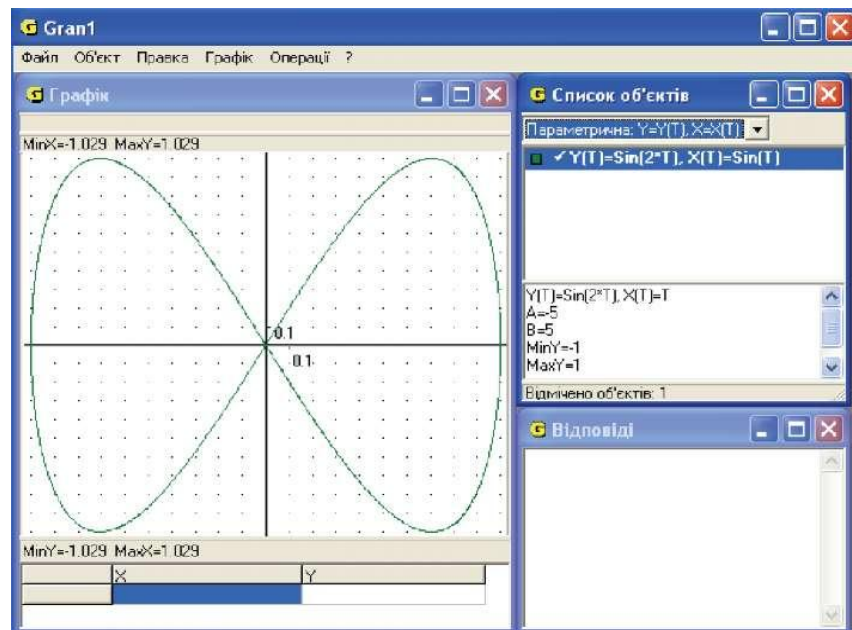 Gran1
Файл Об'єкт Правка Графік Операції ?
Графік
MinX=-1.029 MaxY=1.029
0.1
0.1
MinY=-1.029 MaxX=1.029
X Y
Список об'єктів
Параметрична: Y=Y(T), X=X(T)
Y(T)=Sin(2*T), X(T)=Sin(T)
Y(T)=Sin(2*T), X(T)=T
A=-5
B=5
MinY=-1
MaxY=1
Відмічено об'єктів: 1
Відповіді